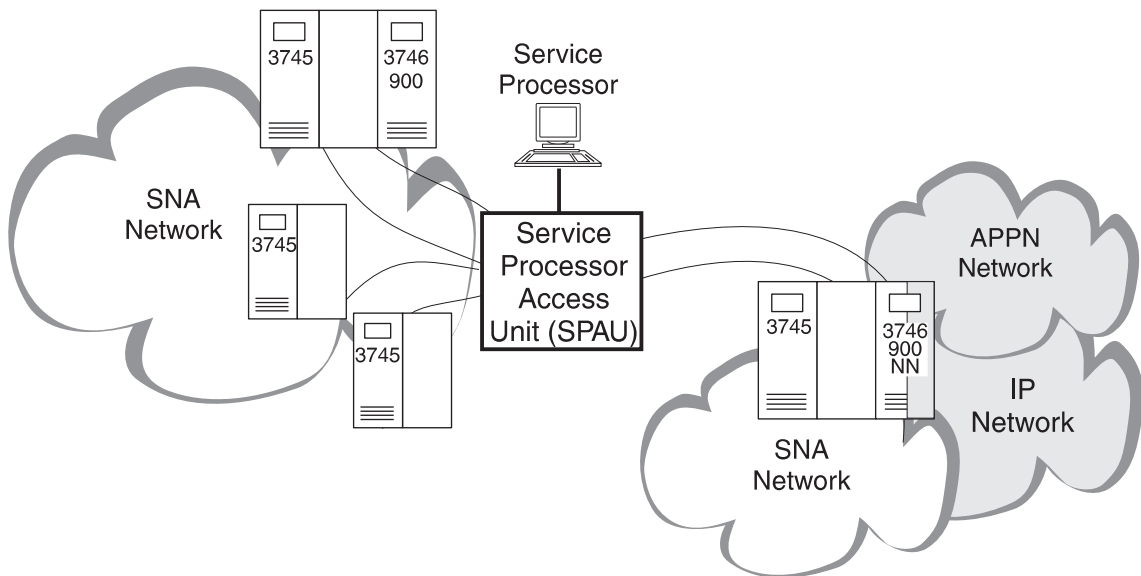 3745
3746
900
Service
Processor
SNA
Network
3745
3745
Service
Processor
Access
Unit (SPAU)
APPN
Network
3745
3746
900
NN
IP
Network
SNA
Network